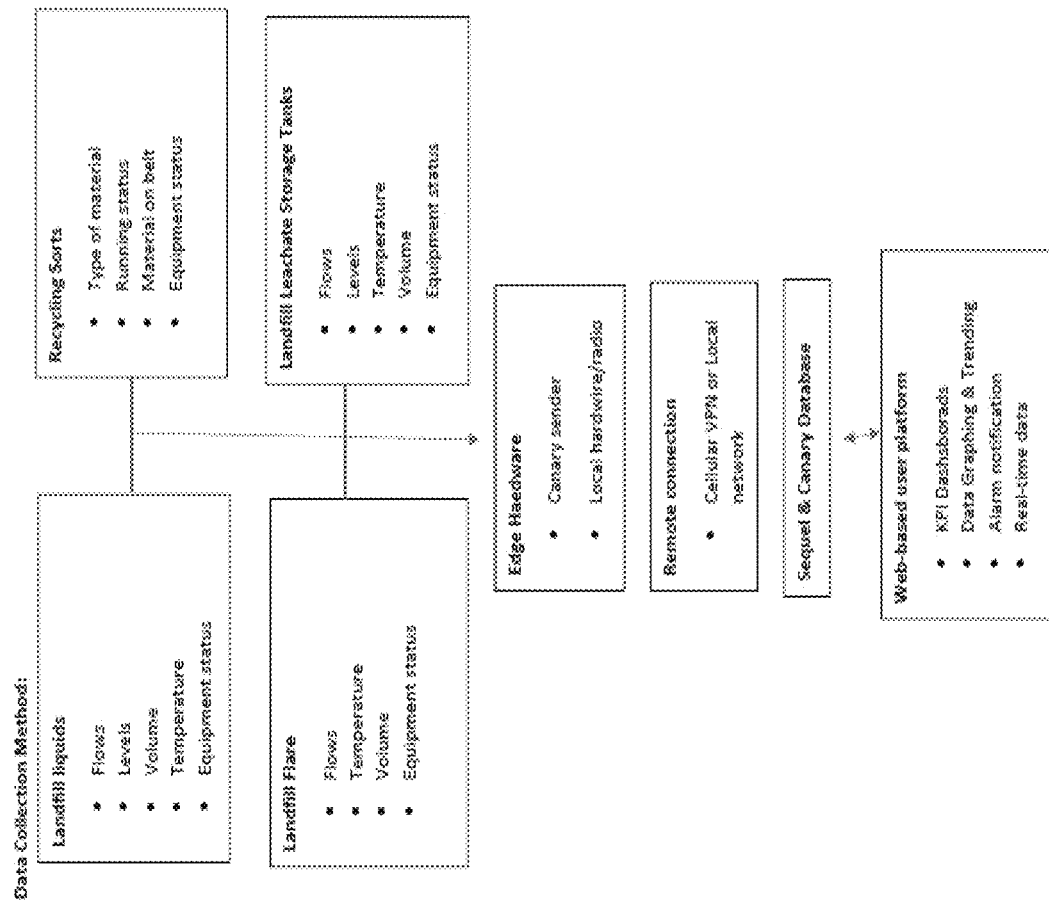 Data Collection Method:
Landfill liquids
• Flows
• Levels
• Volume
• Temperature
• Equipment status
Recycling Sorts
• Type of material
• Running status
• Material on belt
• Equipment status
Landfill Flare
• Flows
• Temperature
• Volume
• Equipment status
Landfill Leachate Storage Tanks
• Flows
• Levels
• Temperature
• Volume
• Equipment status
Edge Haedware
• Canary sender
• Local hardwire/radio
Remote connection
• Cellular VPN or Local
network
Sequel & Canary Database
Web-based user platform
• KPI Dashsborads
• Data Graphing & Trending
• Alarm notification
• Real-time data